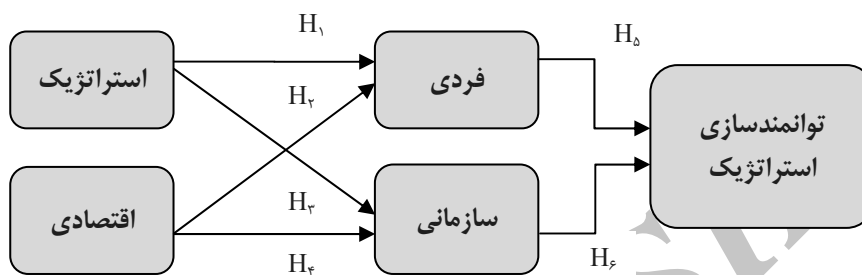 H۱
H۵
استراتژیک
فردی
H۲
توانمندسازی
استراتژیک
H۳
اقتصادی
سازمانی
H۴
H۶